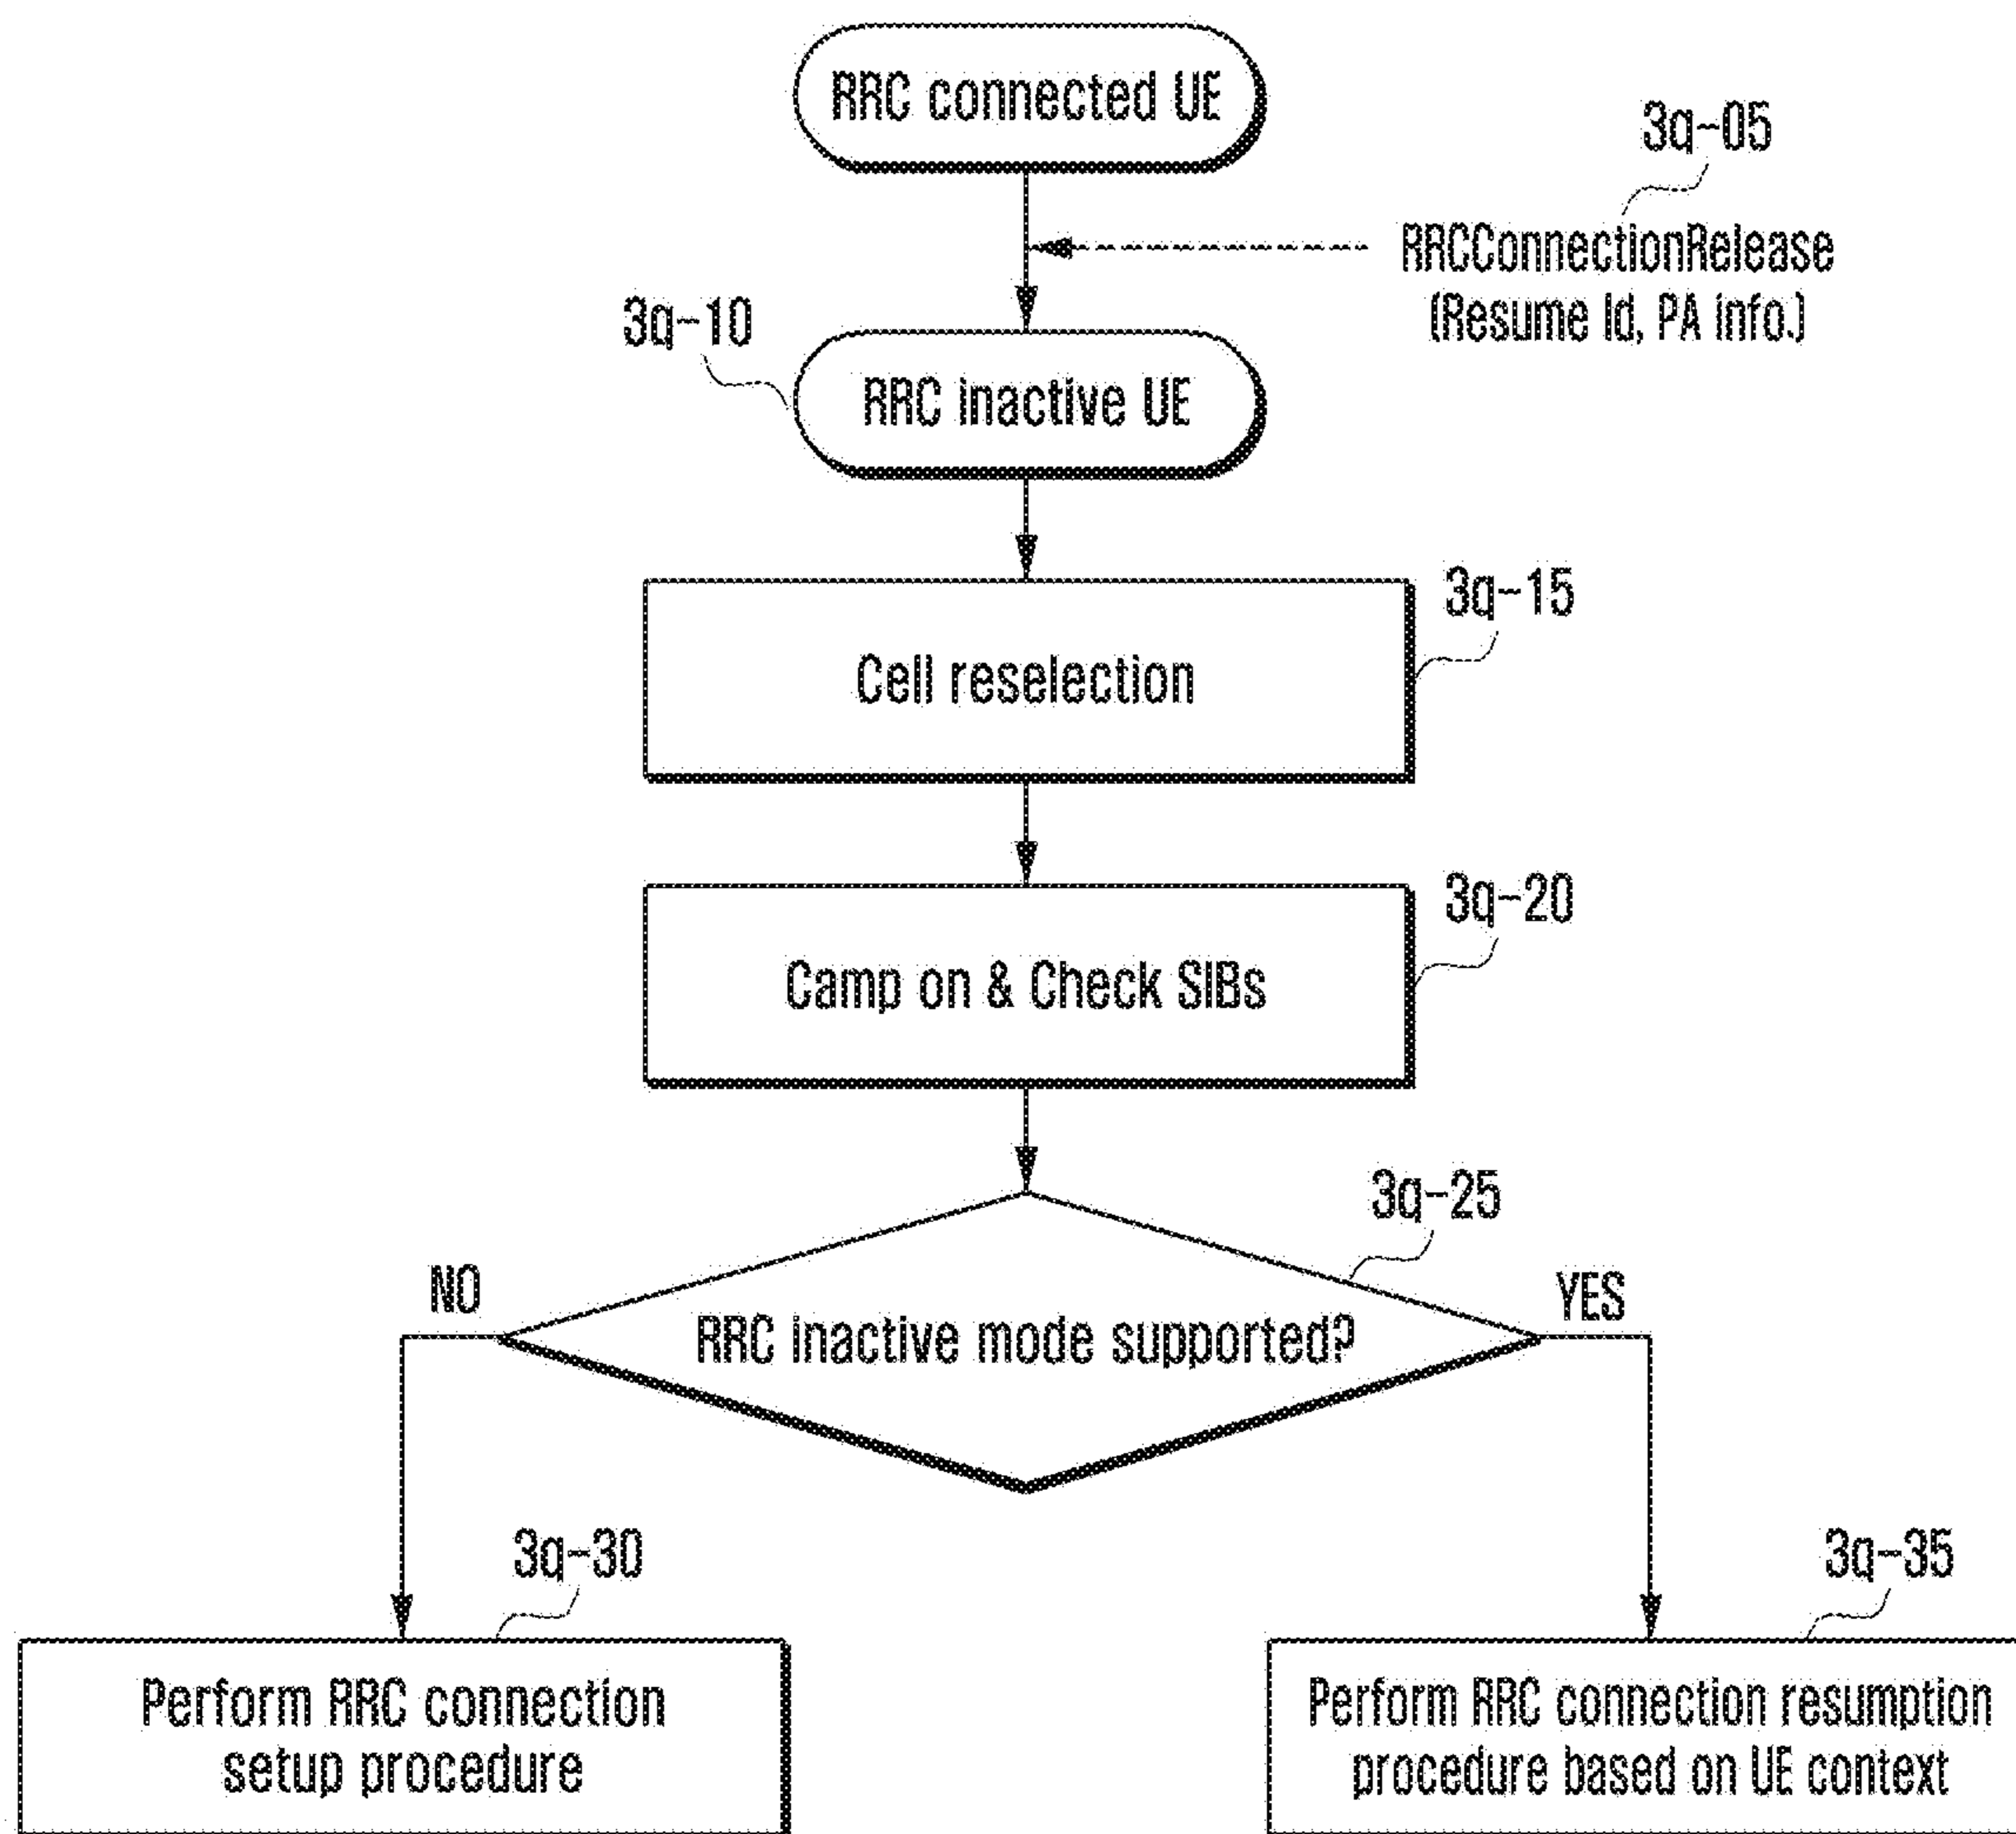 RRC connected UE
3q-05
RRCConnectionRelease
(Resume Id, PA info.)
3q-10
RRC inactive UE
3q-15
Cell reselection
3q-20
Camp on & Check SIBs
3q-25
NO
YES
RRC inactive mode supported?
3q-30
3q-35
Perform RRC connection
setup procedure
Perform RRC connection resumption
procedure based on UE context